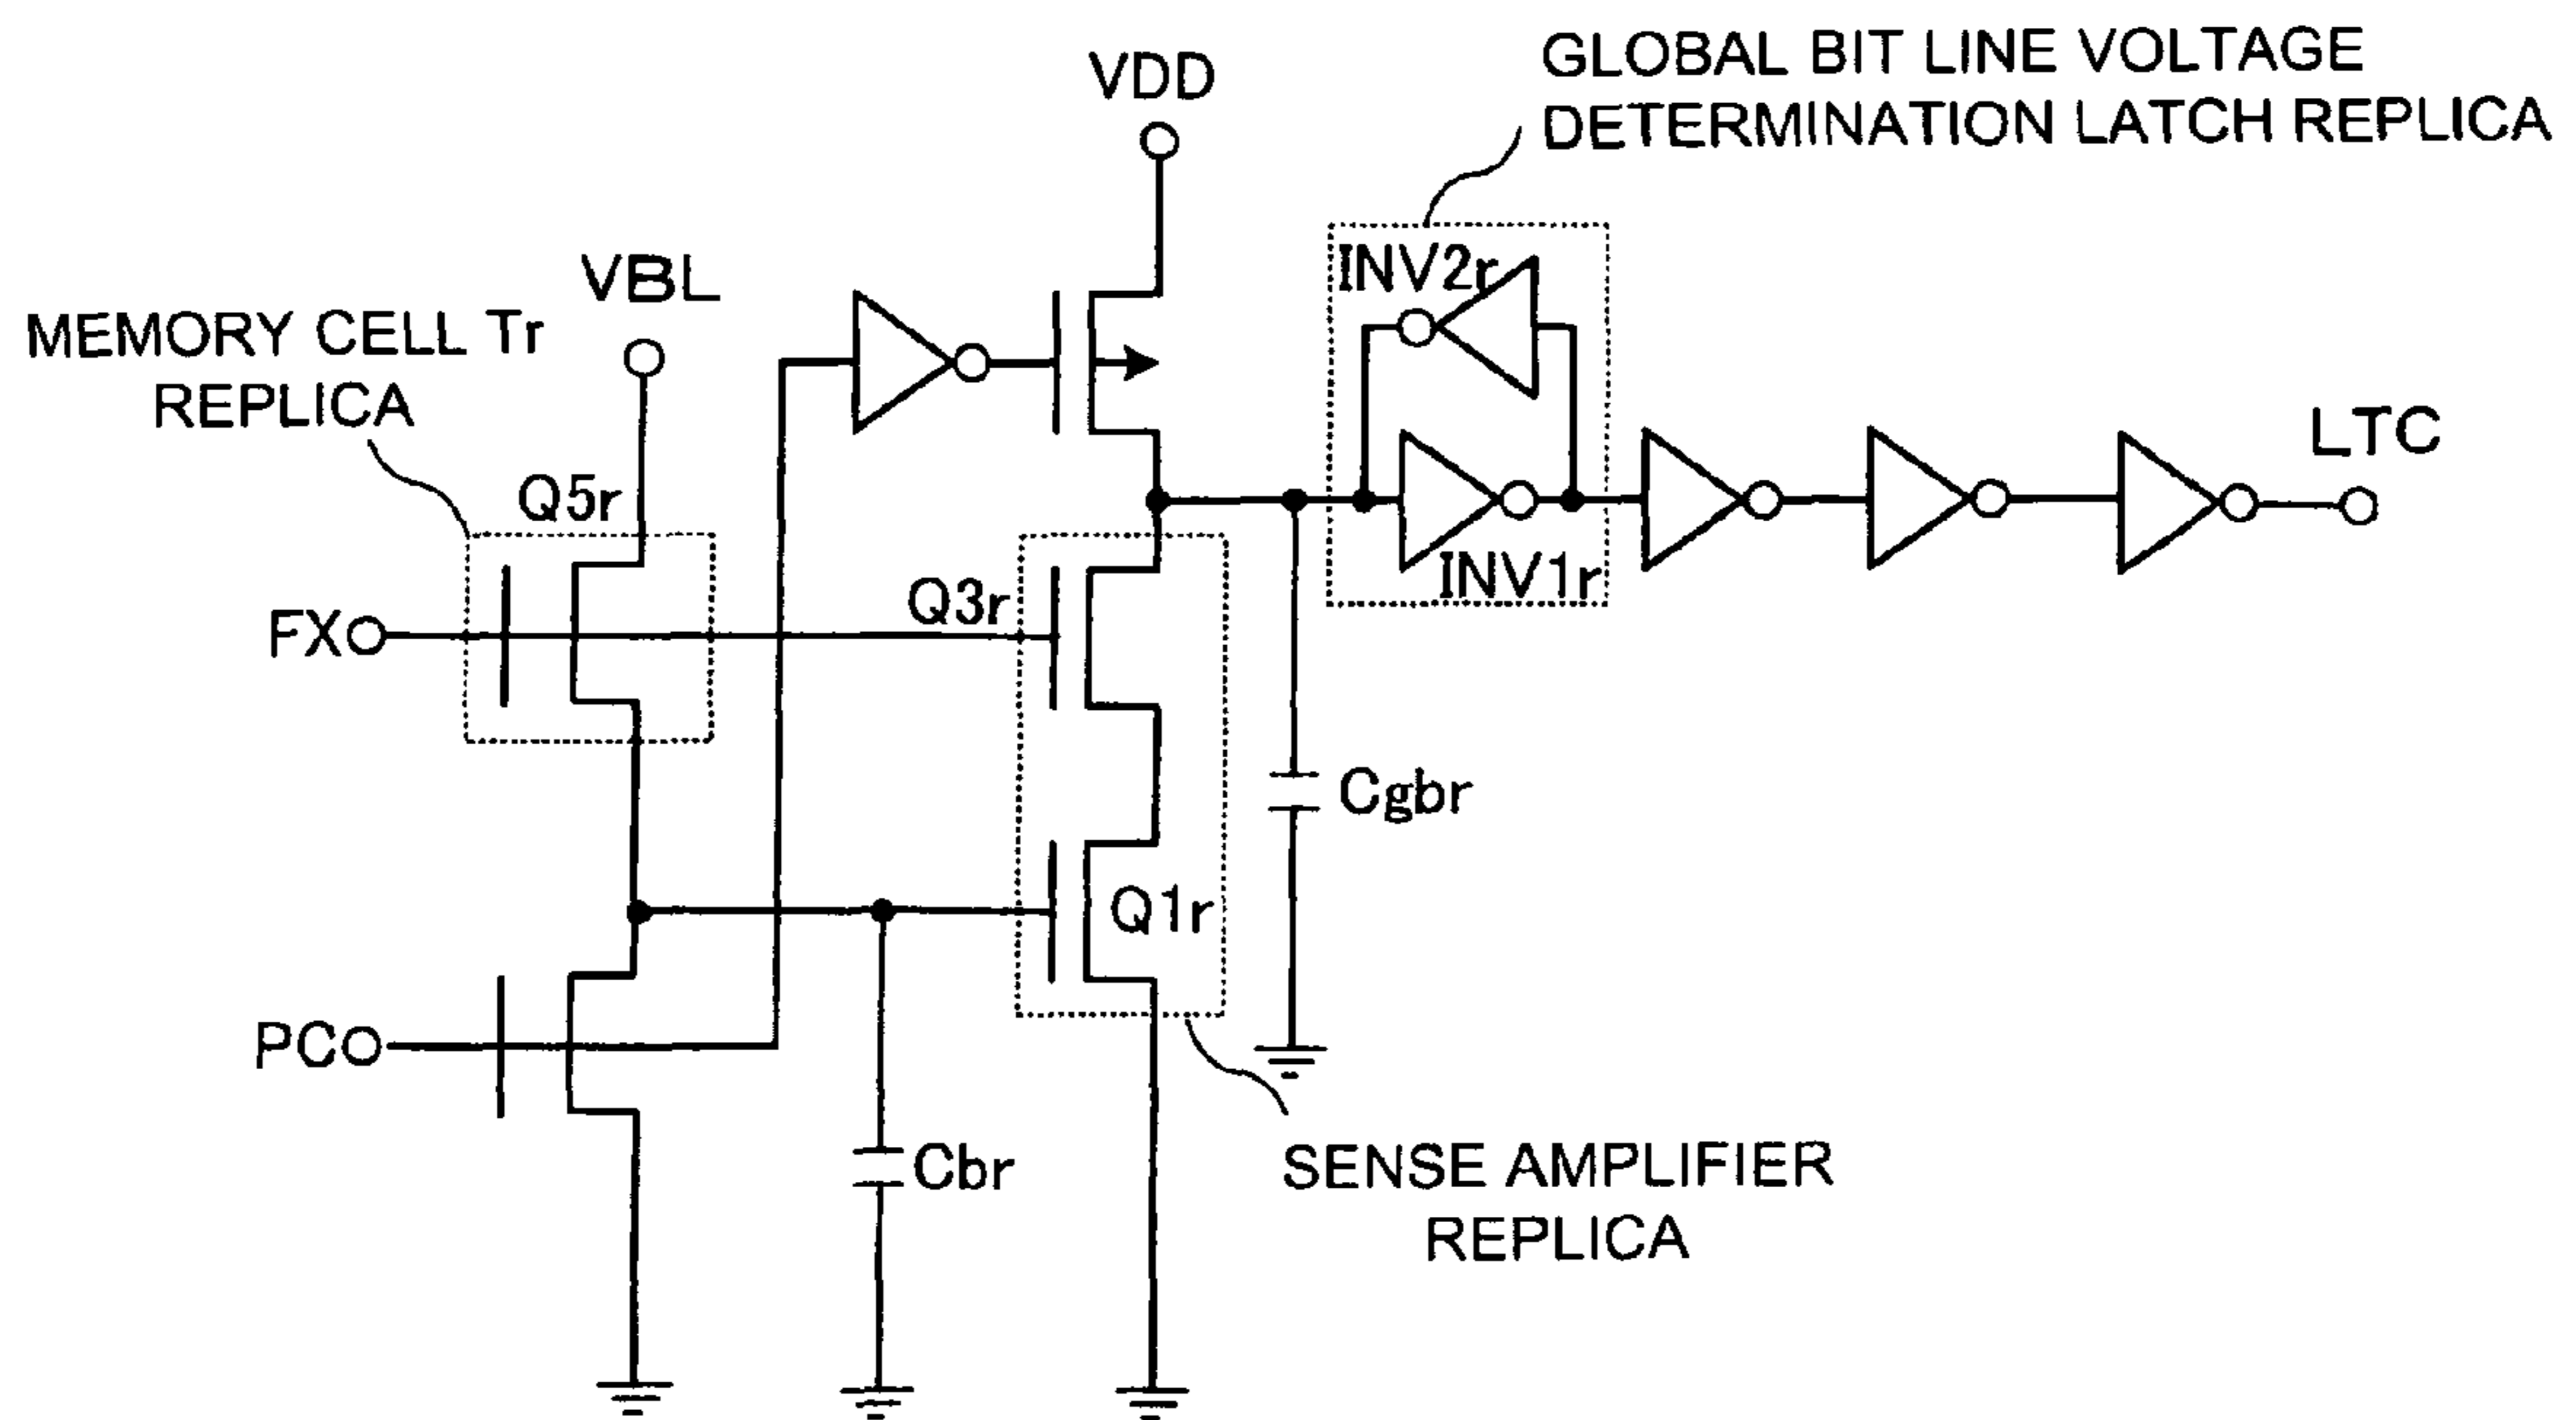 GLOBAL BIT LINE VOLTAGE
DETERMINATION LATCH REPLICA
VDD
VBL
INV2r
MEMORY CELL Tr
REPLICA
LTC
Q5r
INV1r
Q3r
FX
Cgbr
Q1r
PC
Cbr
SENSE AMPLIFIER
REPLICA